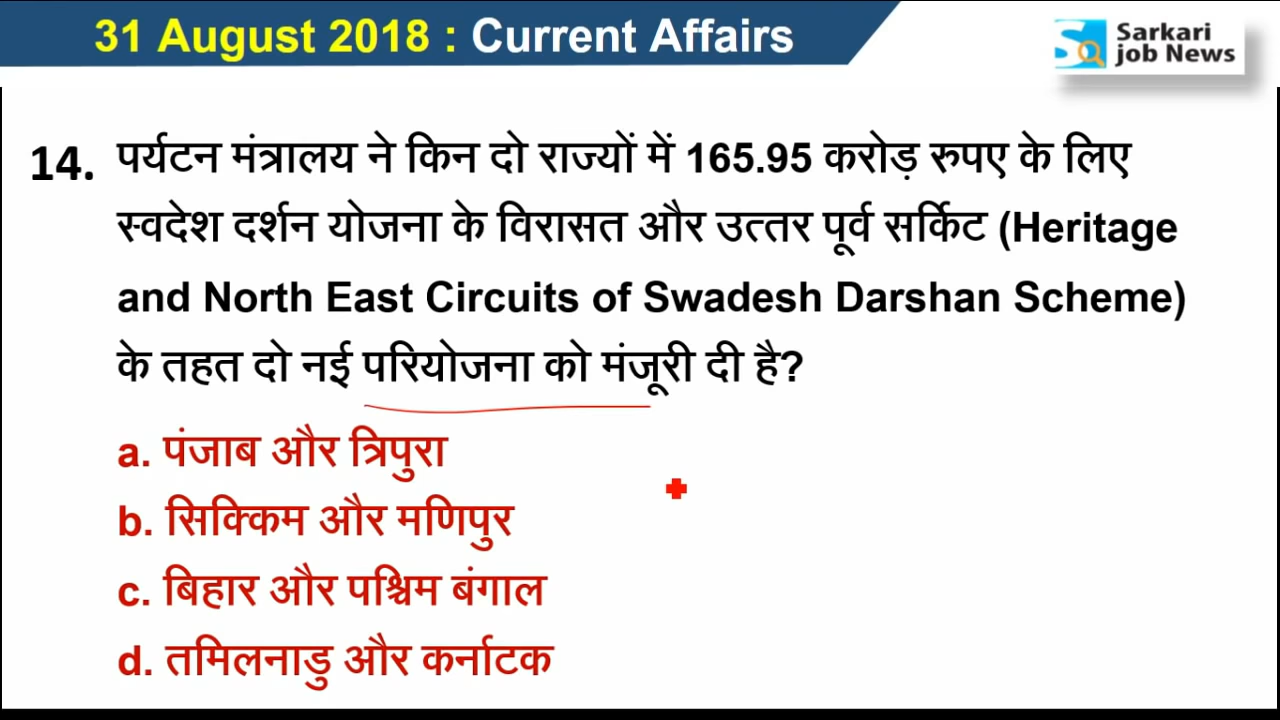 31 August 2018 : Current Affairs
Sarkari
job News
14. पर्यटन मंत्रालय ने किन दो राज्यों में 165.95 करोड़ रुपए के लिए
स्वदेश दर्शन योजना के विरासत और उत्तर पूर्व सर्किट (Heritage
and North East Circuits of Swadesh Darshan Scheme)
के तहत दो नई परियोजना को मंजूरी दी है?
a. पंजाब और त्रिपुरा
b. सिक्किम और मणिपुर
c. बिहार और पश्चिम बंगाल
d. तमिलनाडु और कर्नाटक